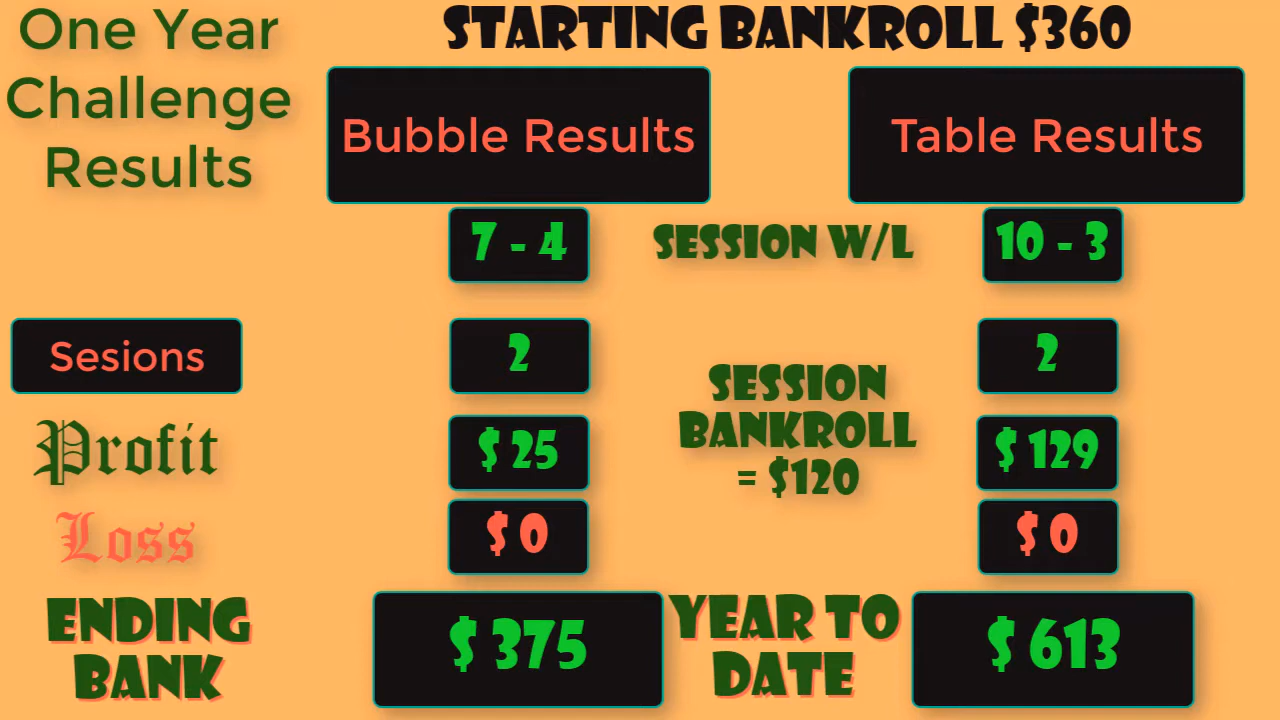 One Year
Challenge
Results
STARTING BANKROLL $360
Bubble Results
Table Results
7 - 4
SESSION W/L
10 - 3
Sesions
2
SESSION
BANKROLL
= $120
2
Profit
$ 25
$ 129
Loss
$ 0
$ 0
ENDING
BANK
$ 375
YEAR TO
DATE
$ 613